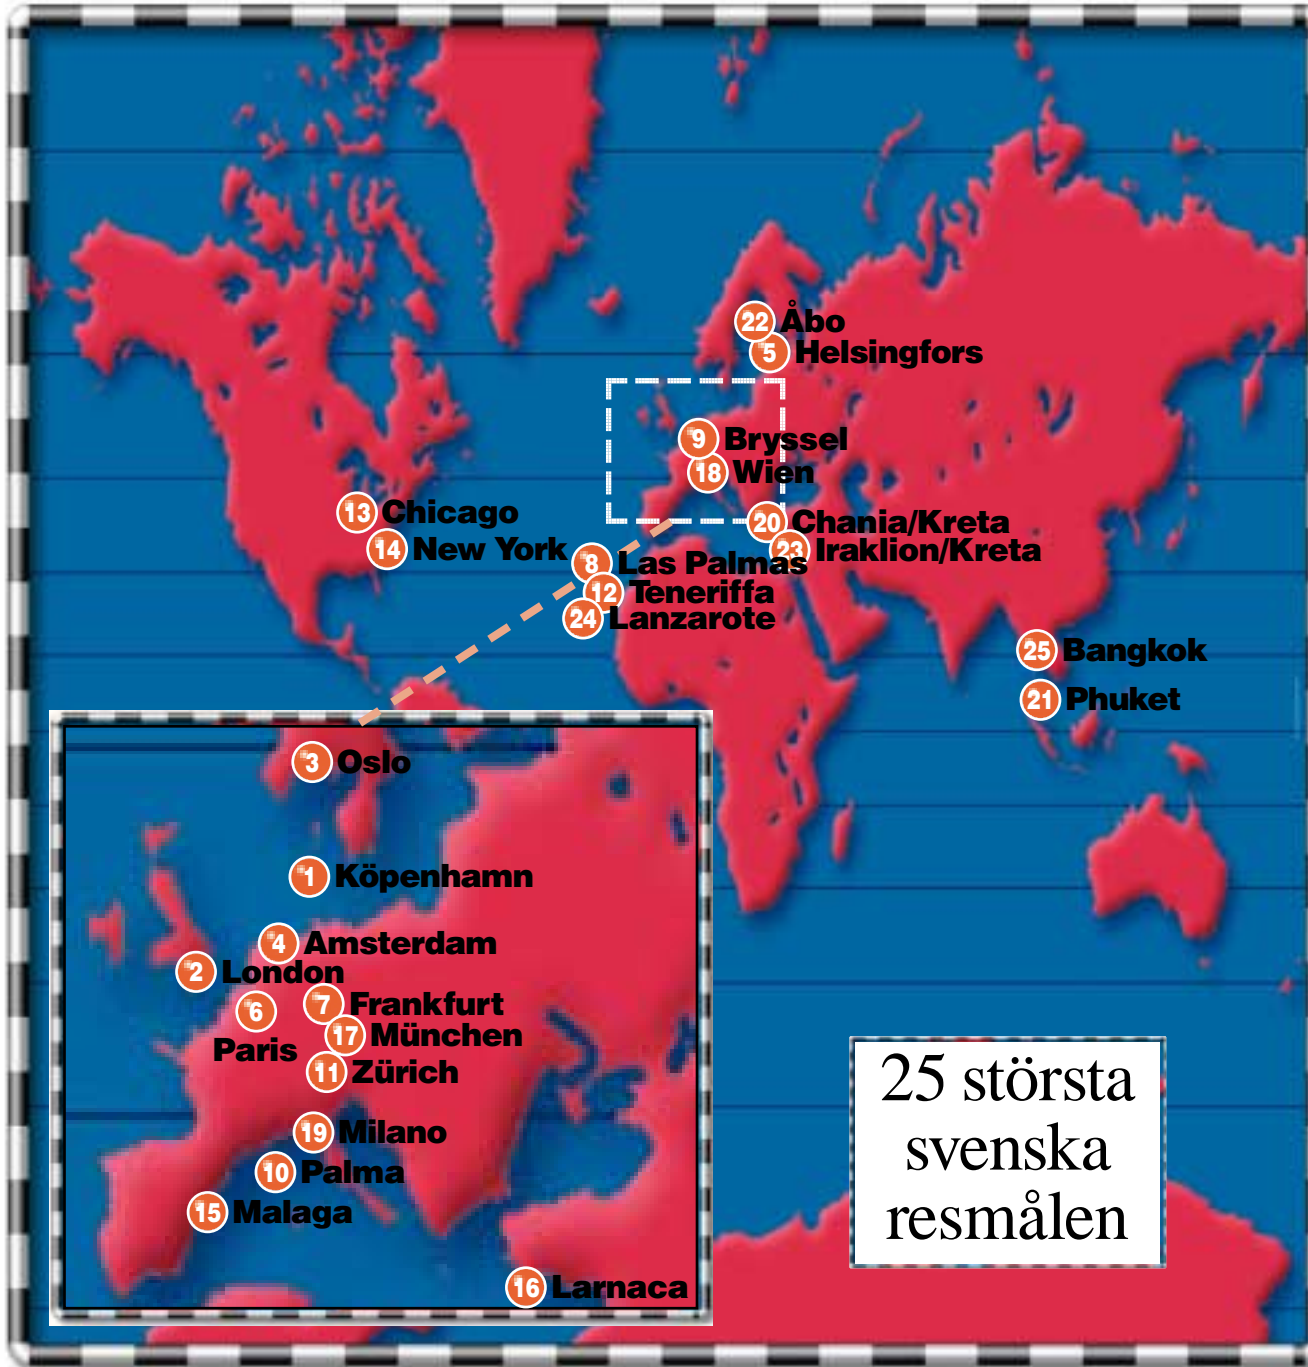 22 Åbo
5 Helsingfors
9 Bryssel
18 Wien
13 Chicago
20 Chania/Kreta
14 New York
23 Iraklion/Kreta
8 Las Palmas
12 Teneriffa
24 Lanzarote
25 Bangkok
21 Phuket
3 Oslo
1 Köpenhamn
4 Amsterdam
2 London
7 Frankfurt
6
Paris
17 München
11 Zürich
19 Milano
10 Palma
15 Malaga
16 Larnaca
25 största
svenska
resmålen